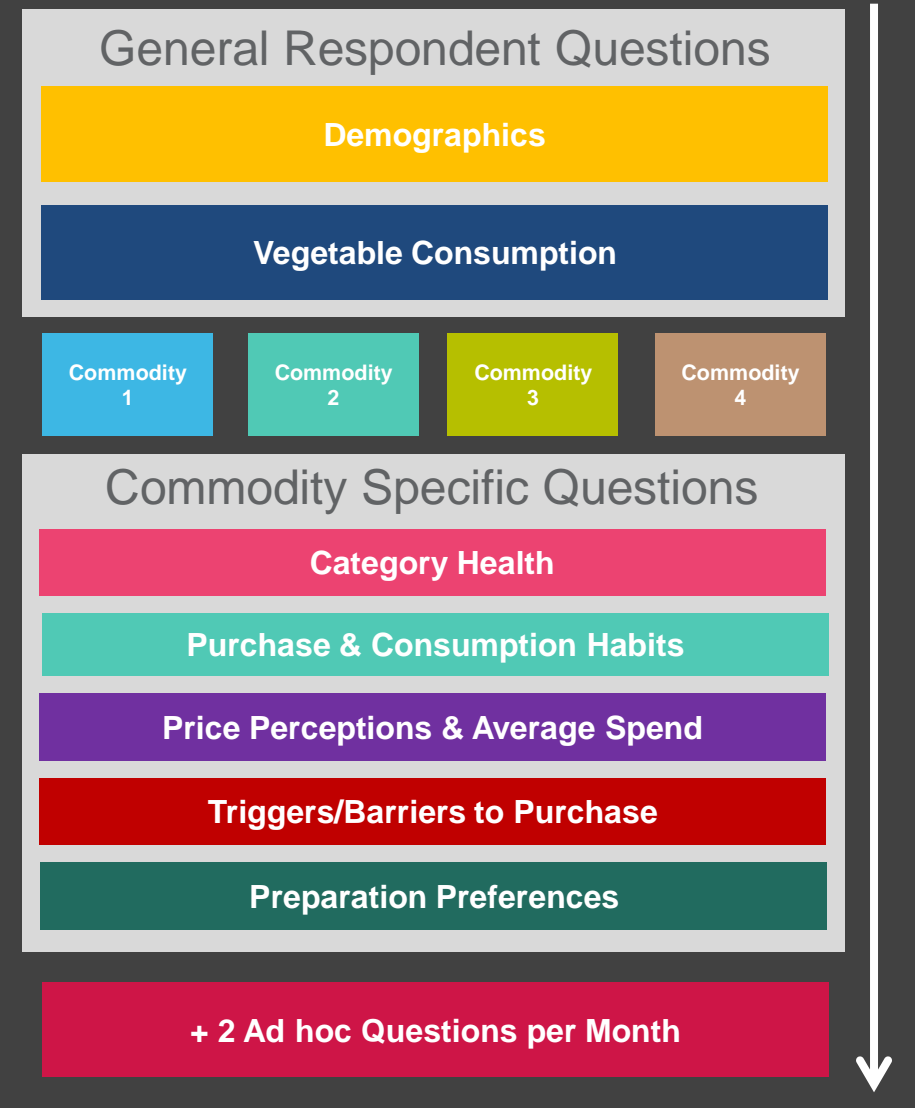 General Respondent Questions
Demographics
Vegetable Consumption
Commodity
1
Commodity
2
Commodity
3
Commodity
4
Commodity Specific Questions
Category Health
Purchase & Consumption Habits
Price Perceptions & Average Spend
Triggers/Barriers to Purchase
Preparation Preferences
+ 2 Ad hoc Questions per Month